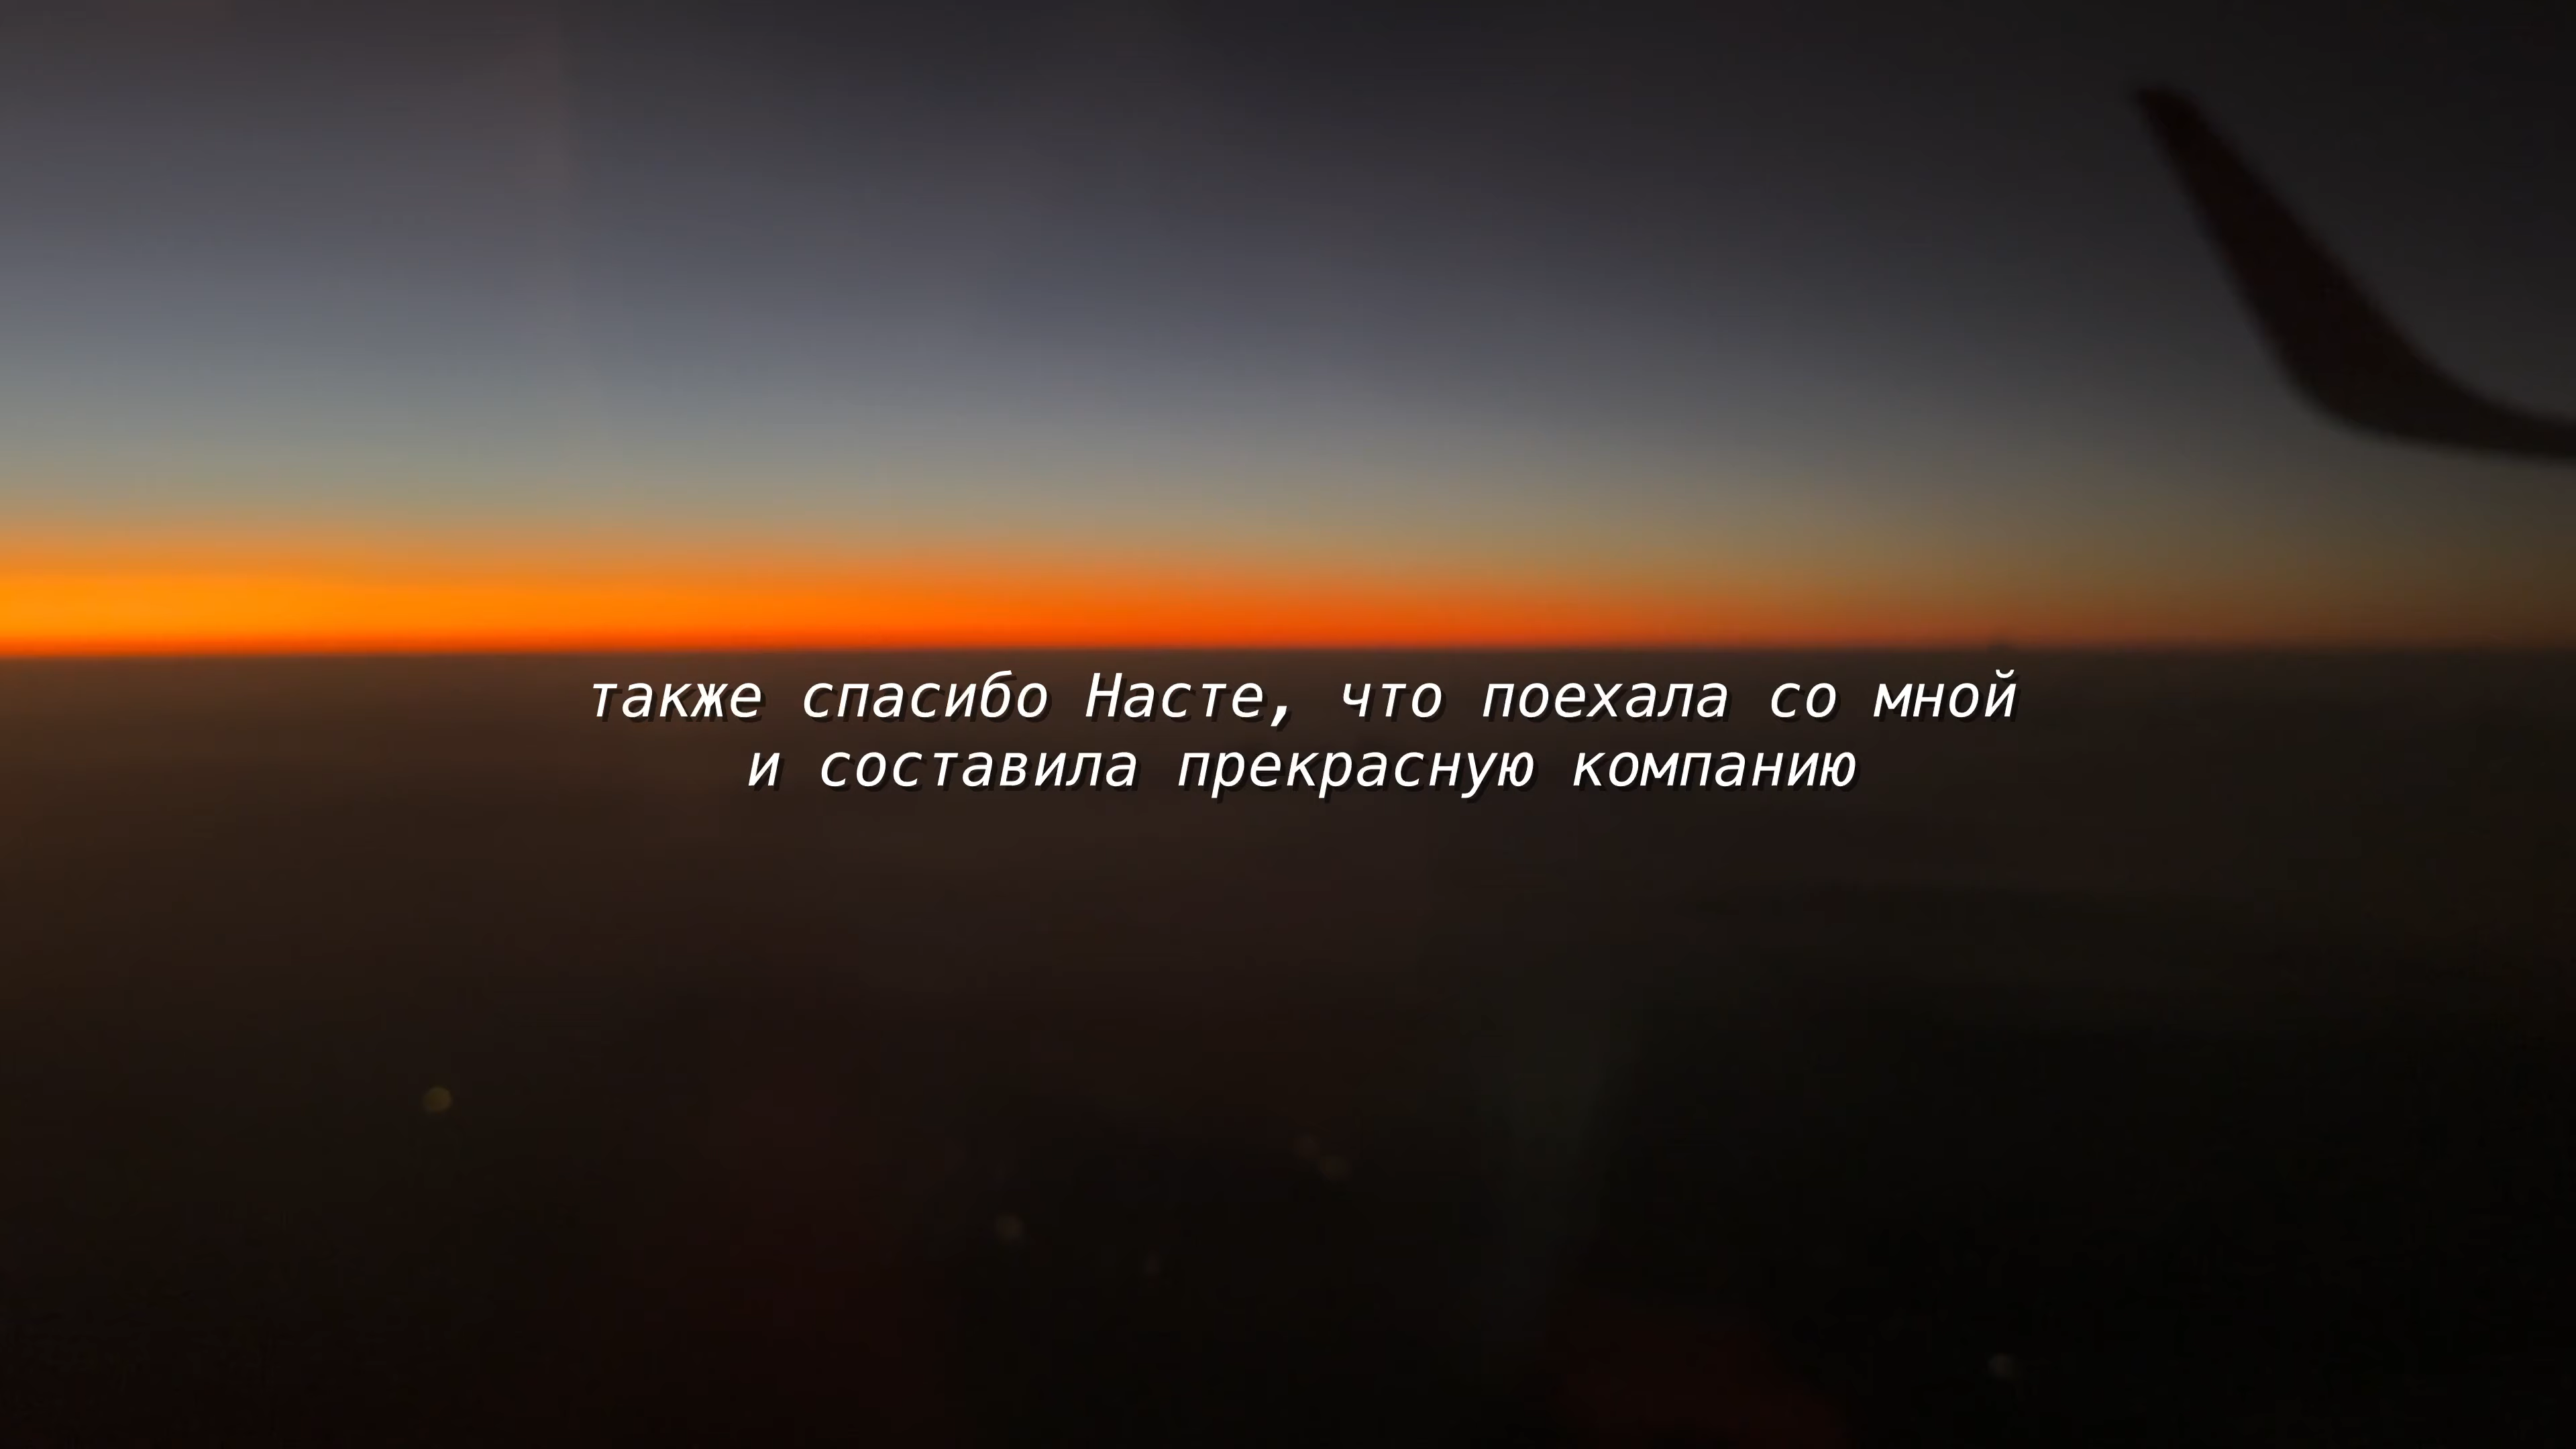 также спасибо Насте, что поехала со мной
и составила прекрасную компанию